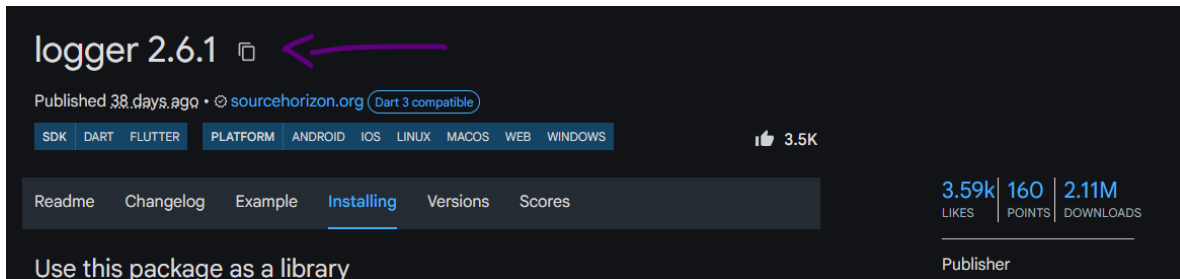 logger 2.6.1
Published 38 days ago • sourcehorizon.org Dart 3 compatible
SDK DART FLUTTER PLATFORM ANDROID IOS LINUX MACOS WEB WINDOWS
3.5K
Readme Changelog Example Installing Versions Scores
3.59k 160 2.11M
LIKES POINTS DOWNLOADS
Publisher
Use this package as a library